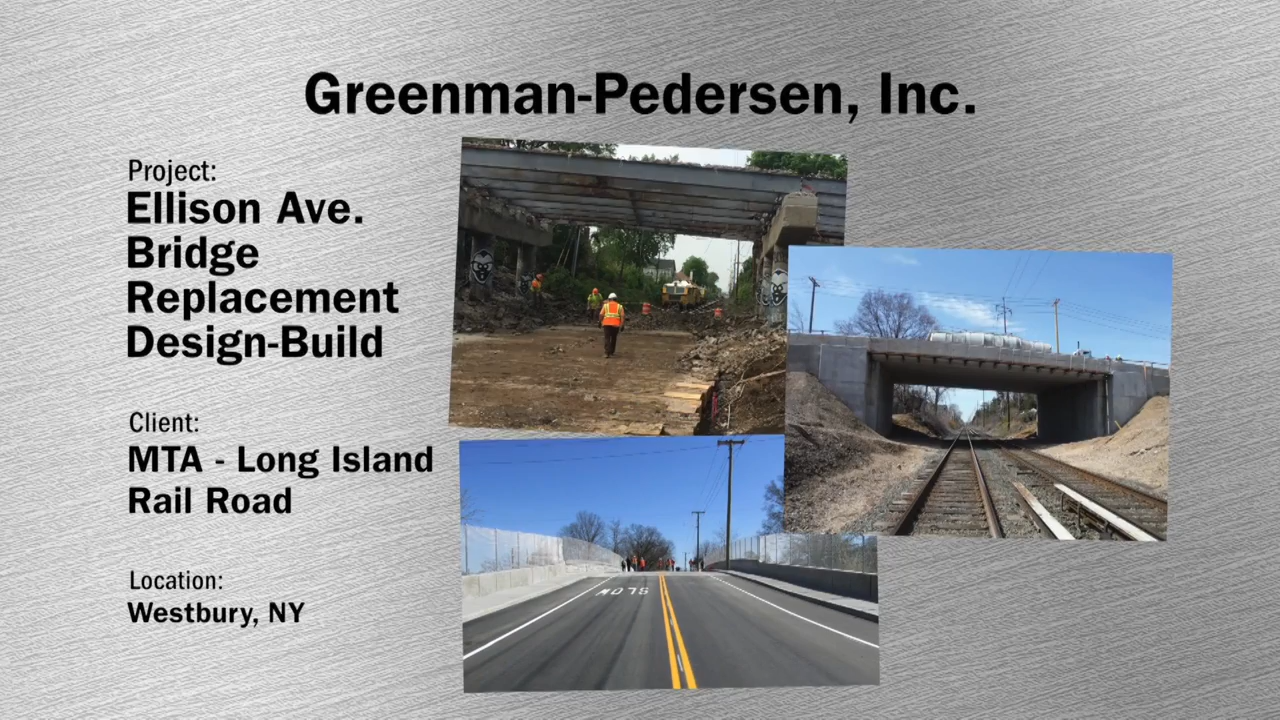 Greenman-Pedersen, Inc.
Project:
Ellison Ave.
Bridge
Replacement
Design-Build
Client:
MTA - Long Island
Rail Road
Location:
Westbury, NY
SLOW